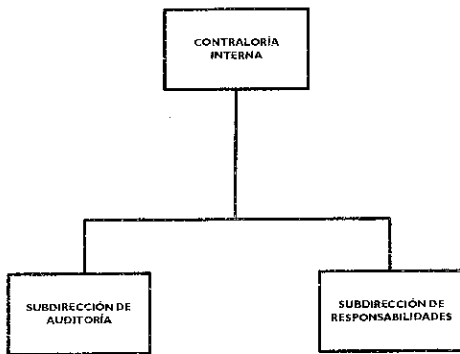 CONTRALORÍA
INTERNA
SUBDIRECCIÓN DE
AUDITORÍA
SUBDIRECCIÓN DE
RESPONSABILIDADES